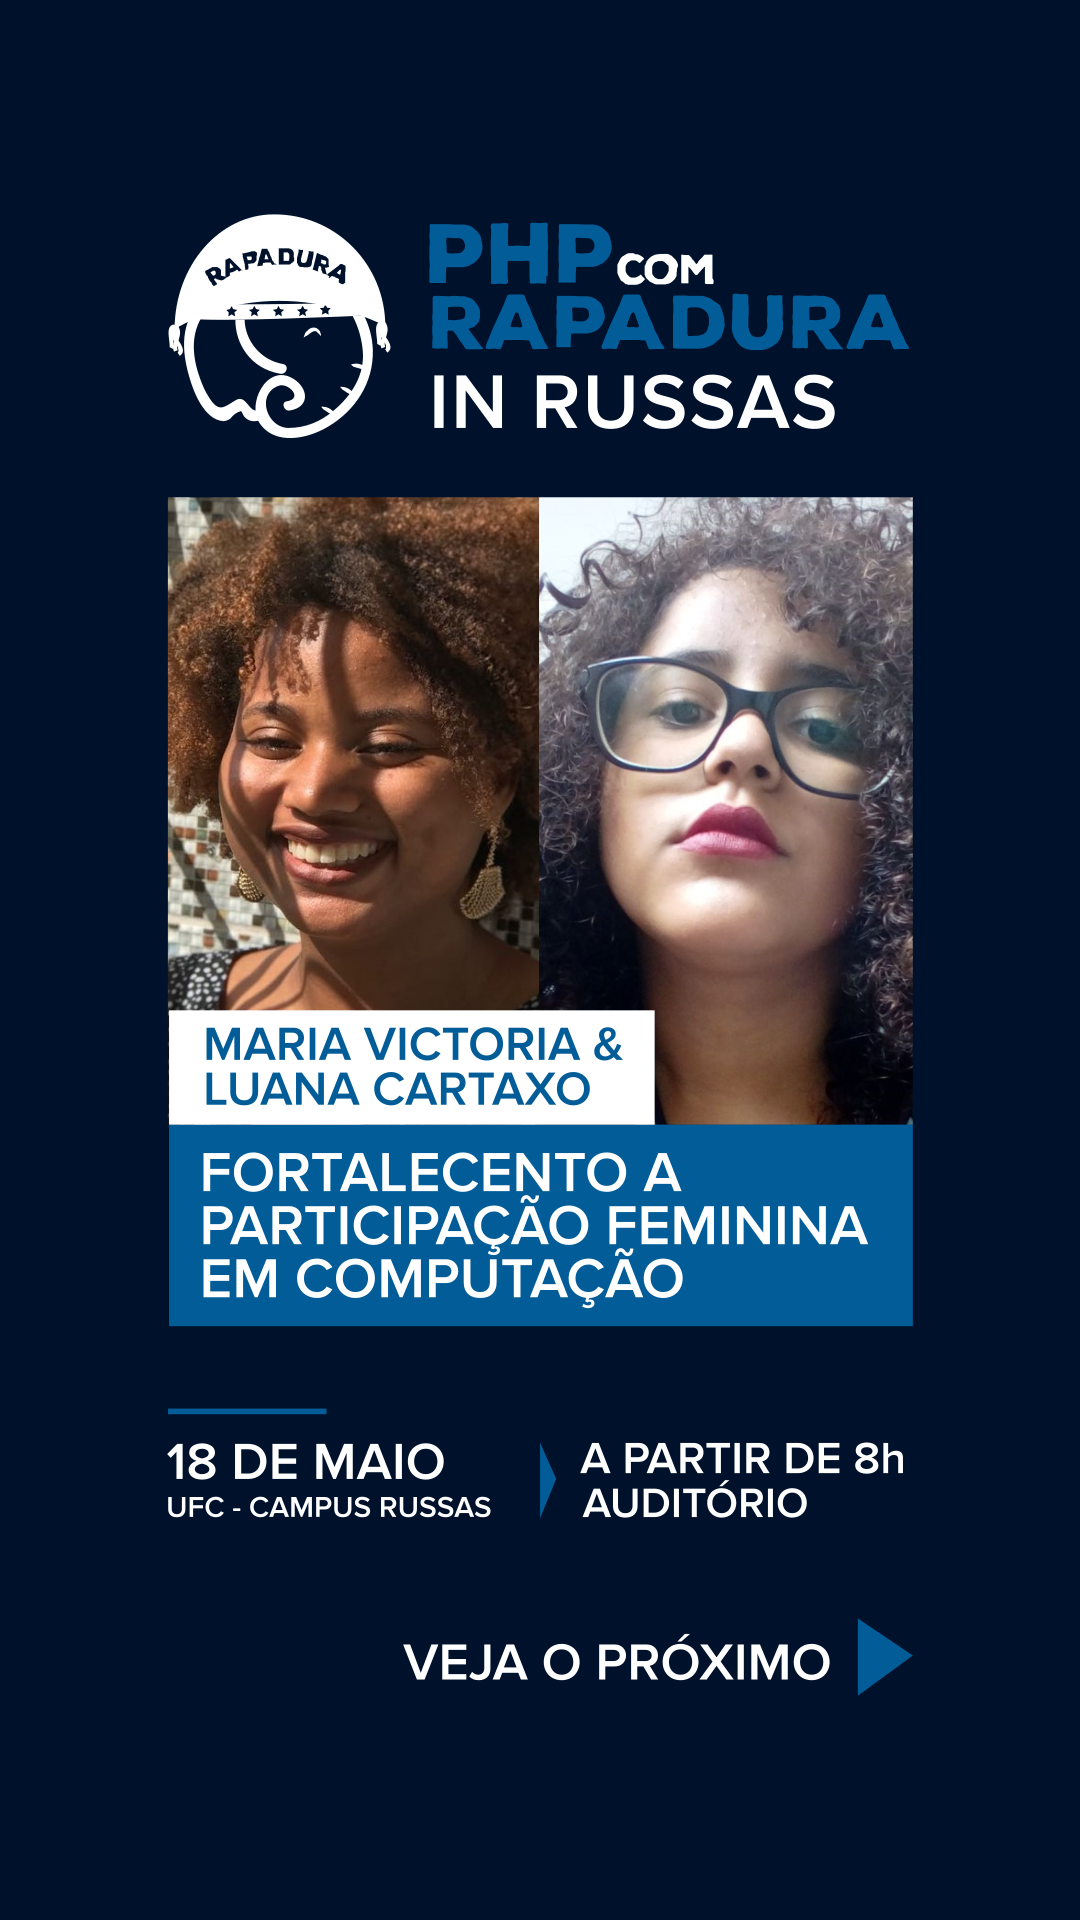 RAPADURA
PHP COM
RAPADURA
IN RUSSAS
MARIA VICTORIA &
LUANA CARTAXO
FORTALECENTO A
PARTICIPAÇÃO FEMININA
EM COMPUTAÇÃO
18 DE MAIO
UFC - CAMPUS RUSSAS
A PARTIR DE 8h
AUDITÓRIO
VEJA O PRÓXIMO